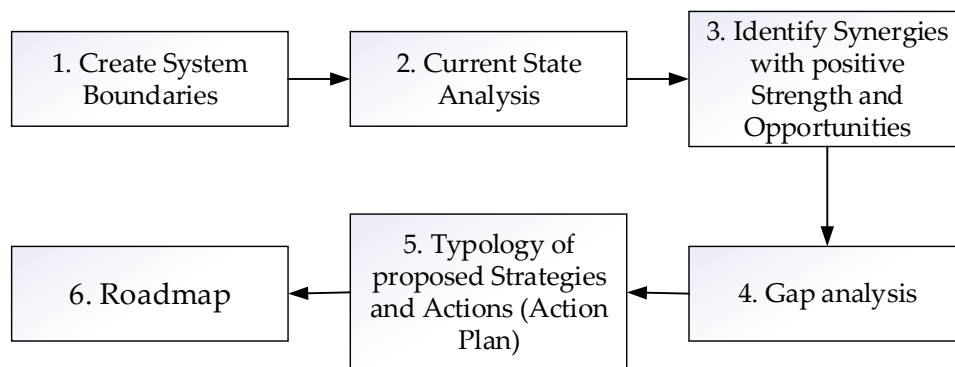 1. Create System
Boundaries
2. Current State
Analysis
3. Identify Synergies
with positive
Strength and
Opportunities
4. Gap analysis
5. Typology of
proposed Strategies
and Actions (Action
Plan)
6. Roadmap